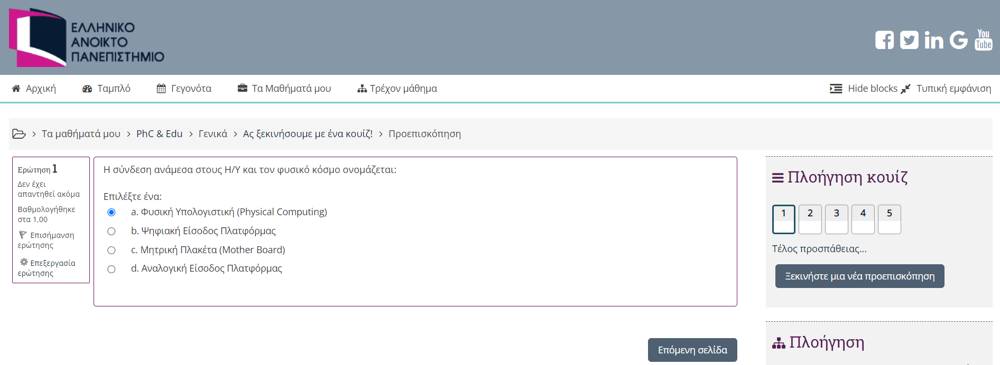 ΕΛΛΗΝΙΚΟ
ΑΝΟΙΚΤΟ
ΠΑΝΕΠΙΣΤΗΜΙΟ
You
Tube
Αρχική Ταμπλό Γεγονότα Τα Μαθήματά μου Τρέχον μάθημα Hide blocks Τυπική εμφάνιση
Τα μαθήματά μου > PhC & Edu > Γενικά > Ας ξεκινήσουμε με ένα κουίζ! > Προεπισκόπηση
Ερώτηση 1
Δεν έχει
απαντηθεί ακόμα
Βαθμολογήθηκε
στα 1,00
Επισήμανση
ερώτησης
Επεξεργασία
ερώτησης
Η σύνδεση ανάμεσα στους Η/Υ και τον φυσικό κόσμο ονομάζεται:
Επιλέξτε ένα:
a. Φυσική Υπολογιστική (Physical Computing)
b. Ψηφιακή Είσοδος Πλατφόρμας
c. Μητρική Πλακέτα (Mother Board)
d. Αναλογική Είσοδος Πλατφόρμας
Επόμενη σελίδα
Πλοήγηση κουίζ
1 2 3 4 5
Τέλος προσπάθειας...
Ξεκινήστε μια νέα προεπισκόπηση
Πλοήγηση